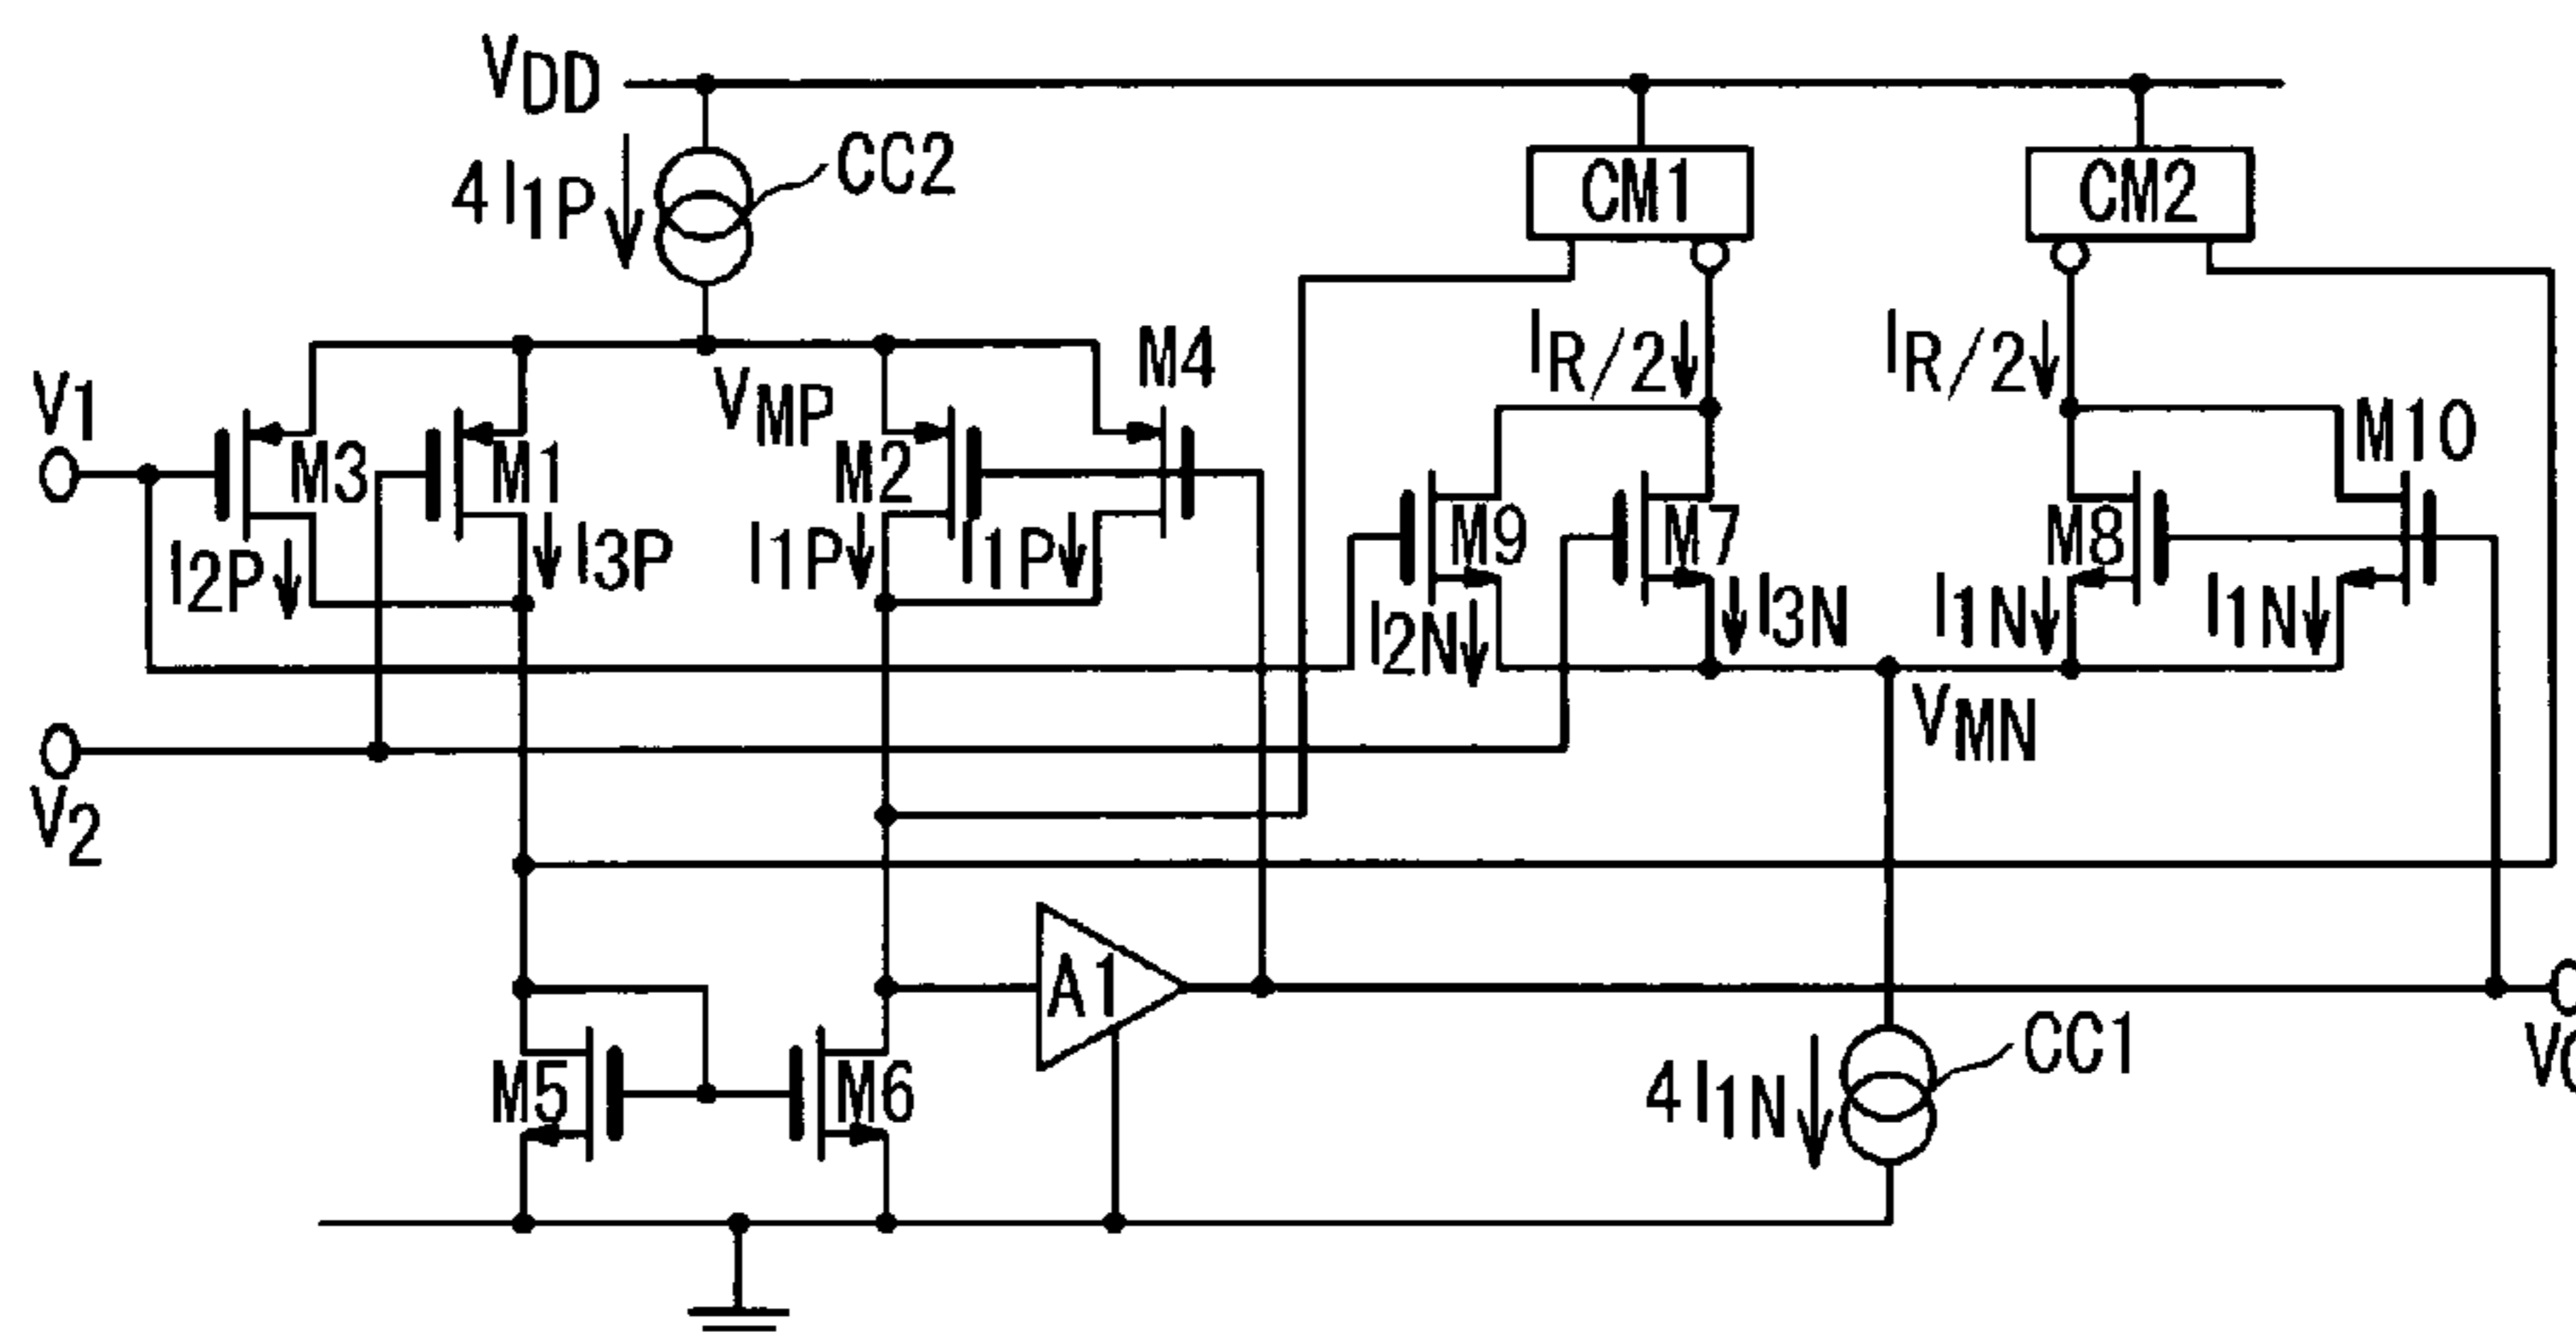 VDD
4I1P
CC2
CM1
CM2
V1
VMP
M4
IR/2
IR/2
M10
M3
M1
M2
M9
M7
M8
I2P
I3P
I1P
I1P
I2N
I3N
I1N
I1N
VMN
V2
A1
CC1
M5
M6
4I1N